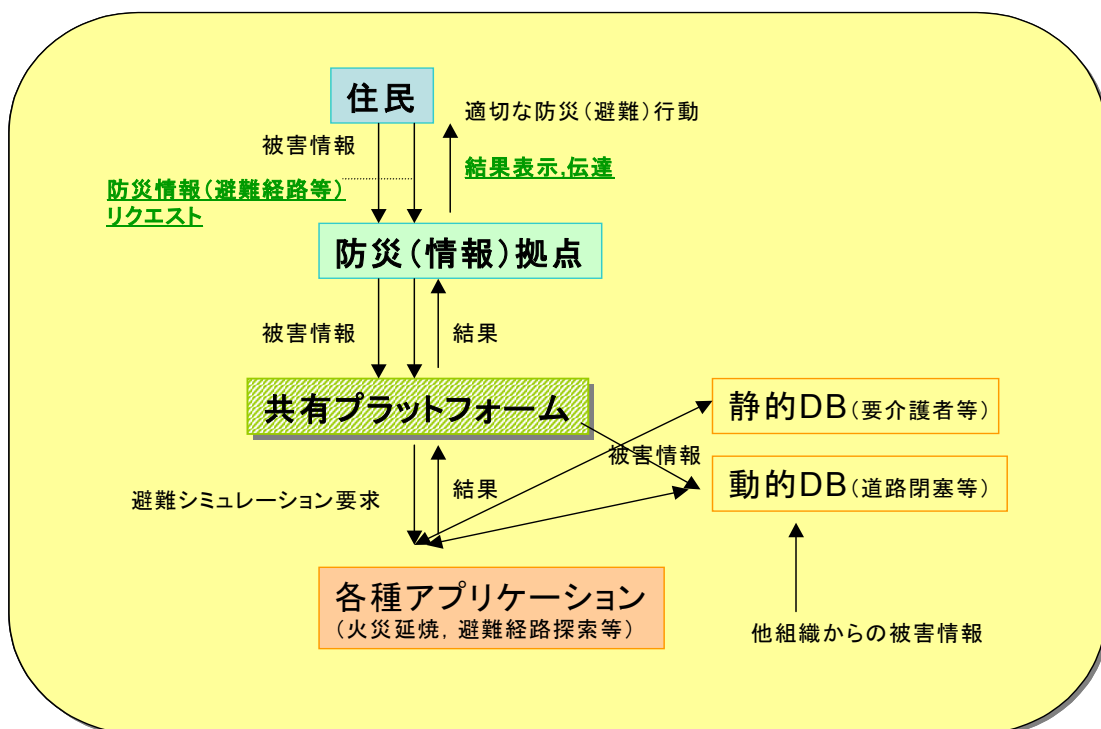 住民
適切な防災(避難)行動
被害情報
結果表示,伝達
防災情報(避難経路等)
リクエスト
防災(情報)拠点
被害情報
結果
共有プラットフォーム
静的DB(要介護者等)
被害情報
動的DB(道路閉塞等)
結果
避難シミュレーション要求
各種アプリケーション
(火災延焼, 避難経路探索等)
他組織からの被害情報